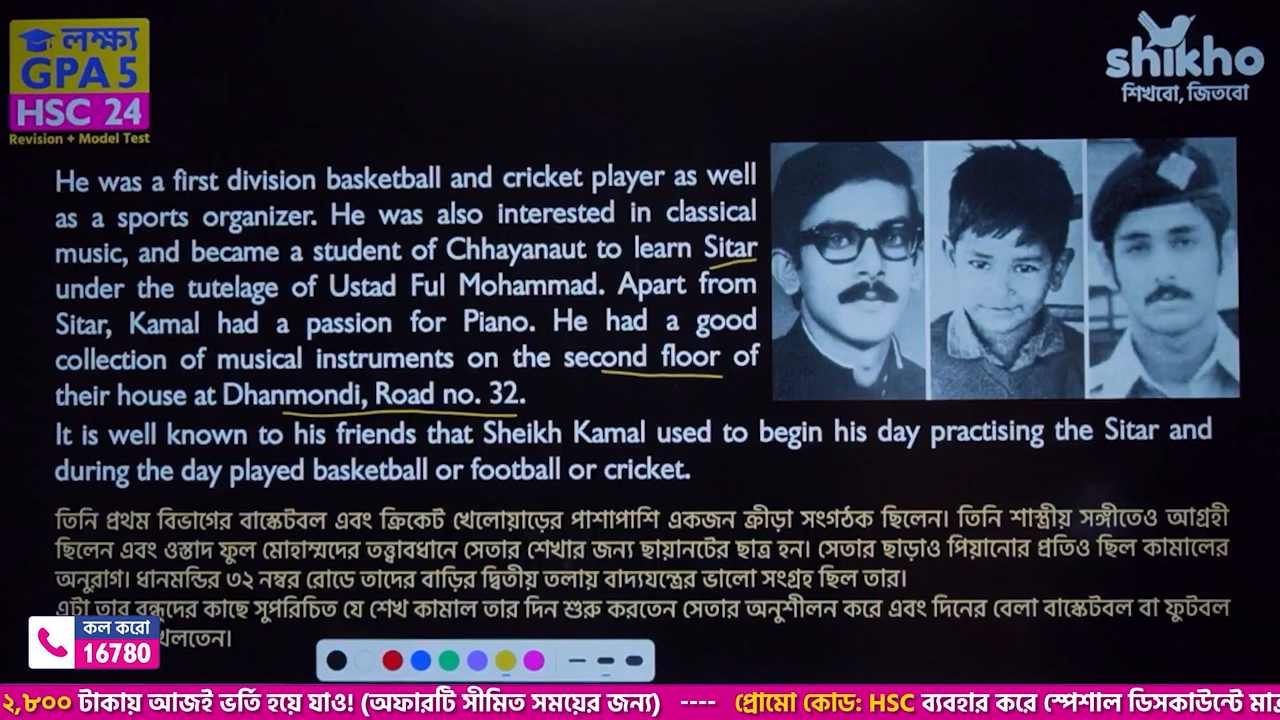 লক্ষ্য
GPA 5
HSC 24
Revision + Model Test
shikho
শিখবো, জিতবো
He was a first division basketball and cricket player as well
as a sports organizer. He was also interested in classical
music, and became a student of Chhayanaut to learn Sitar
under the tutelage of Ustad Ful Mohammad. Apart from
Sitar, Kamal had a passion for Piano. He had a good
collection of musical instruments on the second floor of
their house at Dhanmondi, Road no. 32.
It is well known to his friends that Sheikh Kamal used to begin his day practising the Sitar and
during the day played basketball or football or cricket.
তিনি প্রথম বিভাগের বাস্কেটবল এবং ক্রিকেট খেলোয়াড়ের পাশাপাশি একজন ক্রীড়া সংগঠক ছিলেন। তিনি শাস্ত্রীয় সঙ্গীতেও আগ্রহী
ছিলেন এবং ওস্তাদ ফুল মোহাম্মদের তত্ত্বাবধানে সেতার শেখার জন্য ছায়ানটের ছাত্র হন। সেতার ছাড়াও পিয়ানোর প্রতিও ছিল কামালের
অনুরাগ। ধানমন্ডির ৩২ নম্বর রোডে তাদের বাড়ির দ্বিতীয় তলায় বাদ্যযন্ত্রের ভালো সংগ্রহ ছিল তার।
এটা তার বন্ধুদের কাছে সুপরিচিত যে শেখ কামাল তার দিন শুরু করতেন সেতার অনুশীলন করে এবং দিনের বেলা বাস্কেটবল বা ফুটবল
কল করো
16780
২,৮০০ টাকায় আজই ভর্তি হয়ে যাও! (অফারটি সীমিত সময়ের জন্য) ---- প্রোমো কোড: HSC ব্যবহার করে স্পেশাল ডিসকাউন্টে